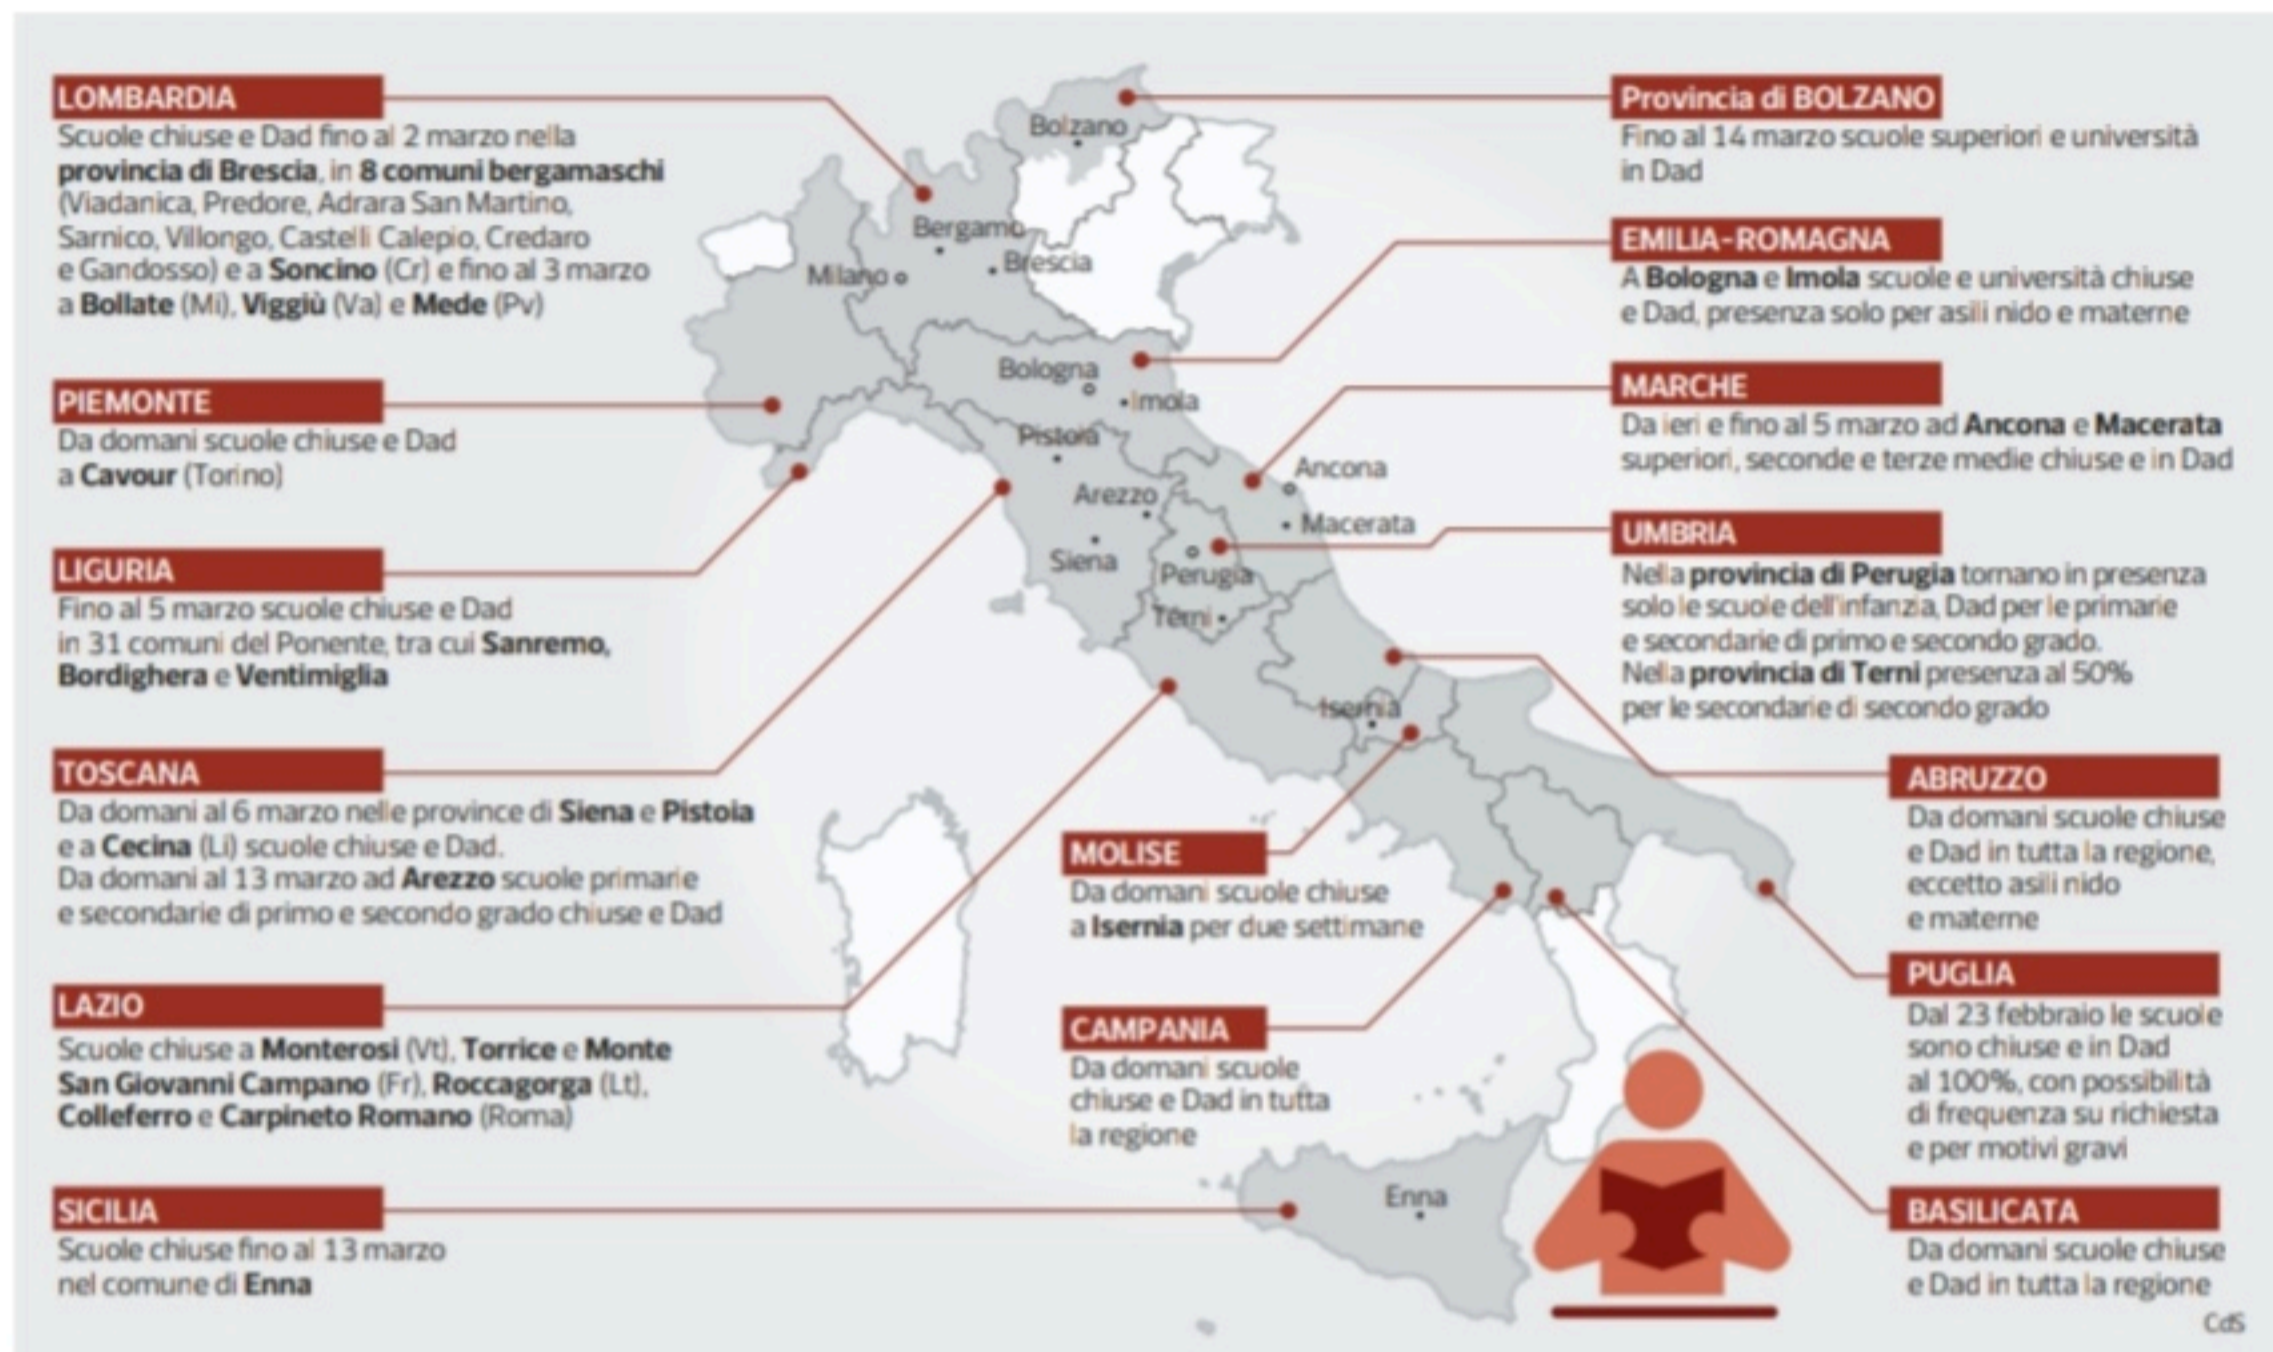 LOMBARDIA
Scuole chiuse e Dad fino al 2 marzo nella
provincia di Brescia, in 8 comuni bergamaschi
(Viadanica, Predore, Adrara San Martino,
Sarnico, Villongo, Castelli Calepio, Credaro
e Gandosso) e a Soncino (Cr) e fino al 3 marzo
a Bollate (Mi), Viggiù (Va) e Mede (Pv)
PIEMONTE
Da domani scuole chiuse e Dad
a Cavour (Torino)
LIGURIA
Fino al 5 marzo scuole chiuse e Dad
in 31 comuni del Ponente, tra cui Sanremo,
Bordighera e Ventimiglia
TOSCANA
Da domani al 6 marzo nelle province di Siena e Pistoia
e a Cecina (Li) scuole chiuse e Dad.
Da domani al 13 marzo ad Arezzo scuole primarie
e secondarie di primo e secondo grado chiuse e Dad
LAZIO
Scuole chiuse a Monterosi (Vt), Torrice e Monte
San Giovanni Campano (Fr), Roccagorga (Lt),
Colleferro e Carpineto Romano (Roma)
SICILIA
Scuole chiuse fino al 13 marzo
nel comune di Enna
Bolzano
Bergamo
Milano
Brescia
Bologna
Imola
Pistoia
Ancona
Arezzo
Macerata
Siena
Perugia
Terni
Isernia
Enna
MOLISE
Da domani scuole chiuse
a Isernia per due settimane
CAMPANIA
Da domani scuole
chiuse e Dad in tutta
la regione
Provincia di BOLZANO
Fino al 14 marzo scuole superiori e università
in Dad
EMILIA-ROMAGNA
A Bologna e Imola scuole e università chiuse
e Dad, presenza solo per asili nido e materne
MARCHE
Da ieri e fino al 5 marzo ad Ancona e Macerata
superiori, seconde e terze medie chiuse e in Dad
UMBRIA
Nella provincia di Perugia tornano in presenza
solo le scuole dell'infanzia, Dad per le primarie
e secondarie di primo e secondo grado.
Nella provincia di Terni presenza al 50%
per le secondarie di secondo grado
ABRUZZO
Da domani scuole chiuse
e Dad in tutta la regione,
eccetto asili nido
e materne
PUGLIA
Dal 23 febbraio le scuole
sono chiuse e in Dad
al 100%, con possibilità
di frequenza su richiesta
e per motivi gravi
BASILICATA
Da domani scuole chiuse
e Dad in tutta la regione
CdS